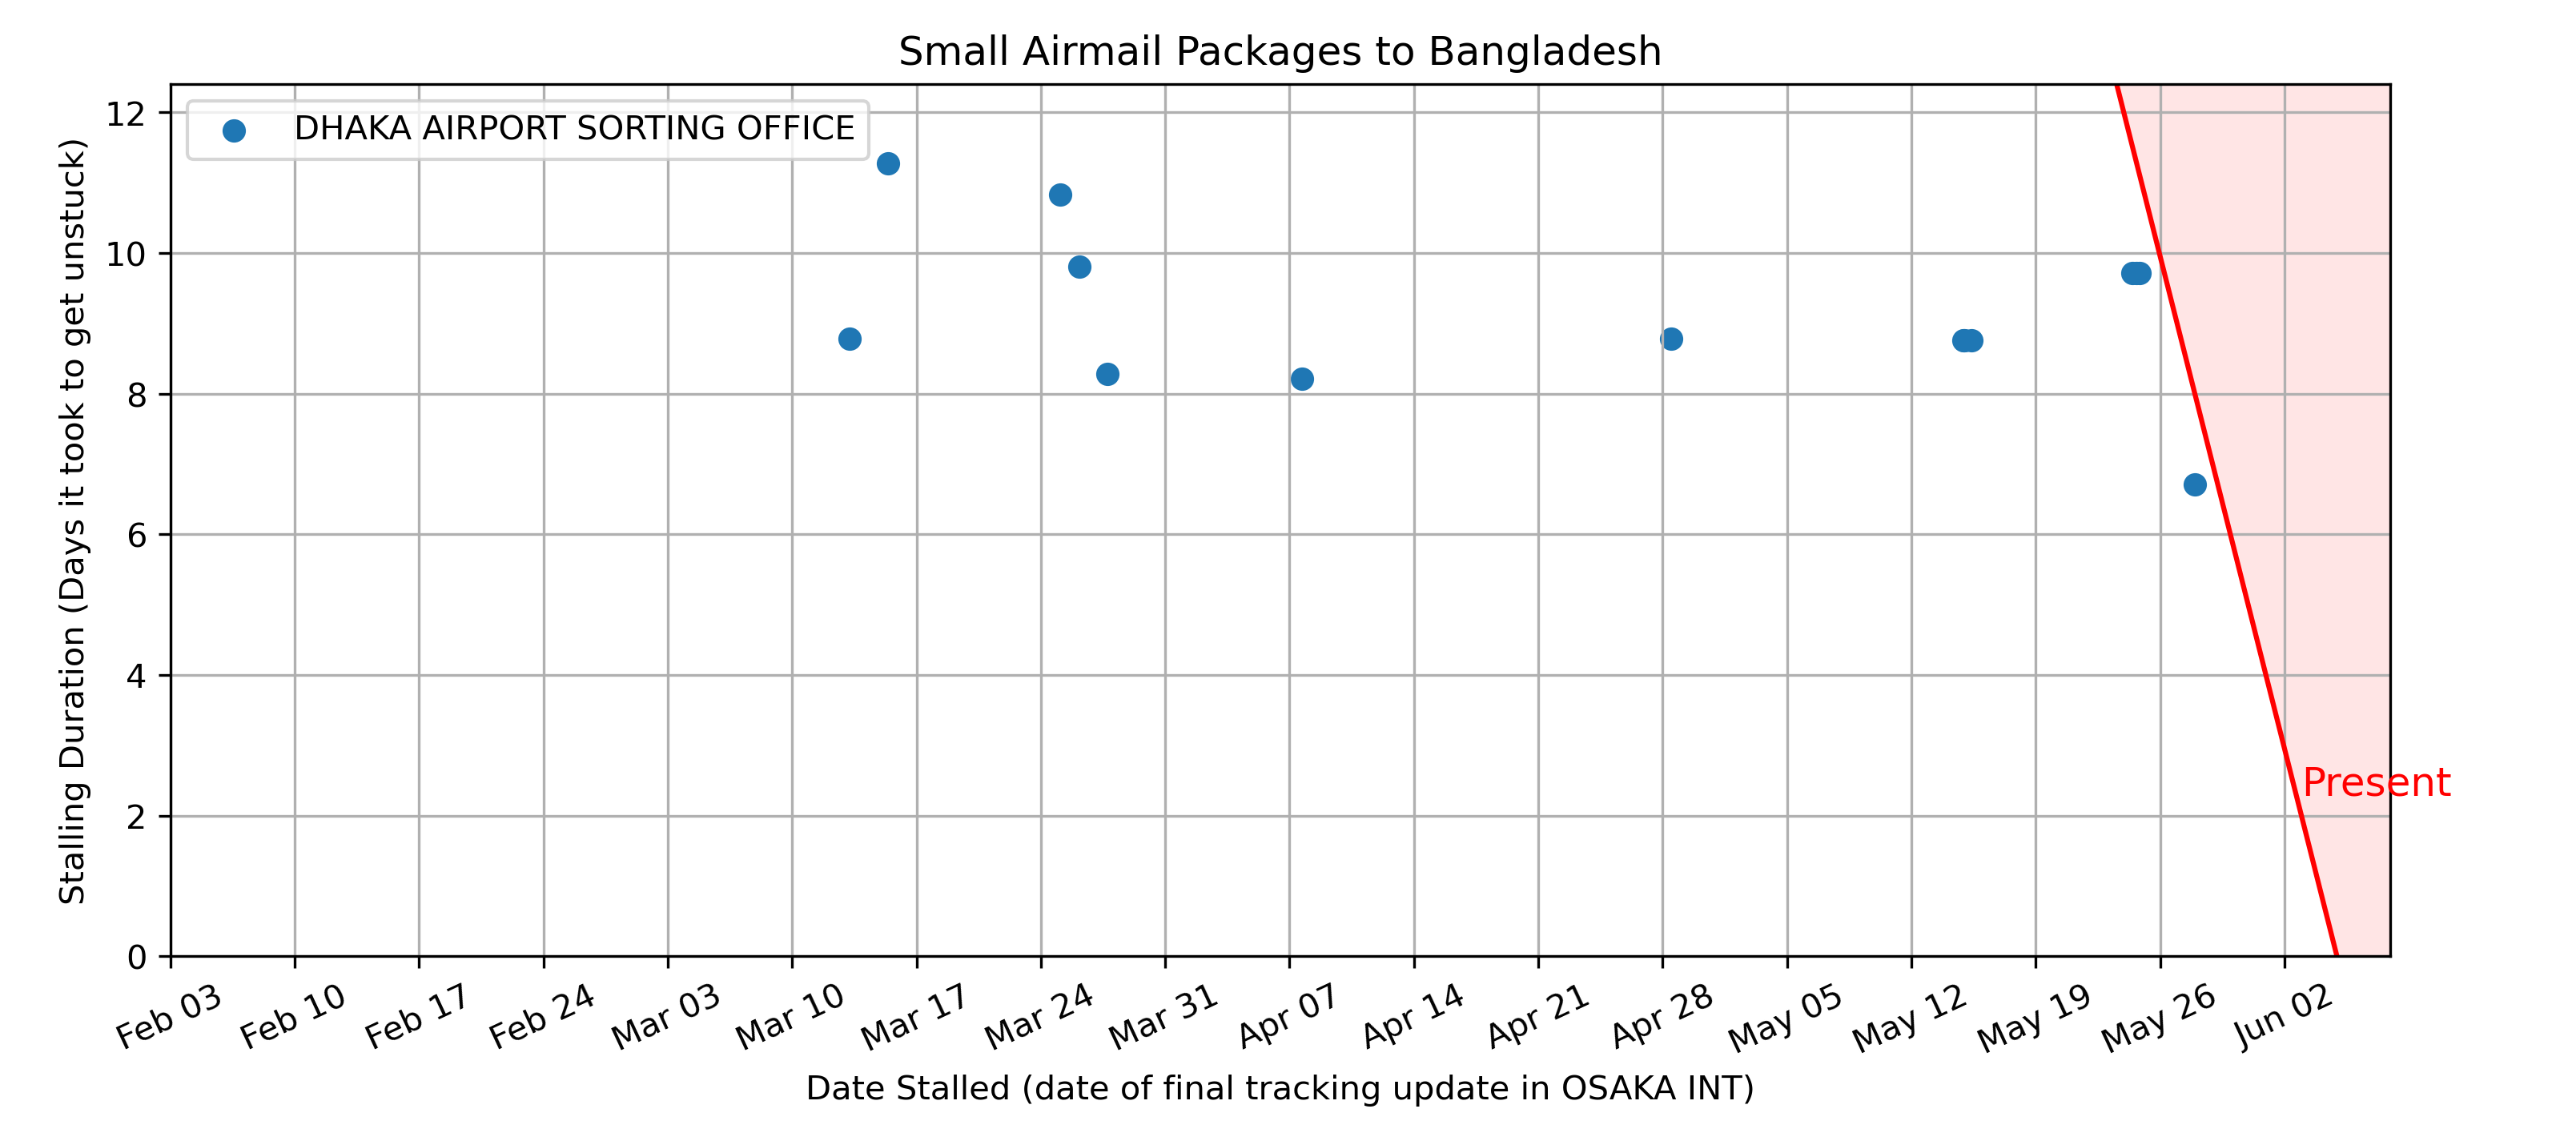 Small Airmail Packages to Bangladesh
DHAKA AIRPORT SORTING OFFICE
Stalling Duration (Days it took to get unstuck)
12
10
8
6
4
2
0
Present
Feb 03
Feb 10
Feb 17
Feb 24
Mar 03
Mar 10
Mar 17
Mar 24
Mar 31
Apr 07
Apr 14
Apr 21
Apr 28
May 05
May 12
May 19
May 26
Jun 02
Date Stalled (date of final tracking update in OSAKA INT)